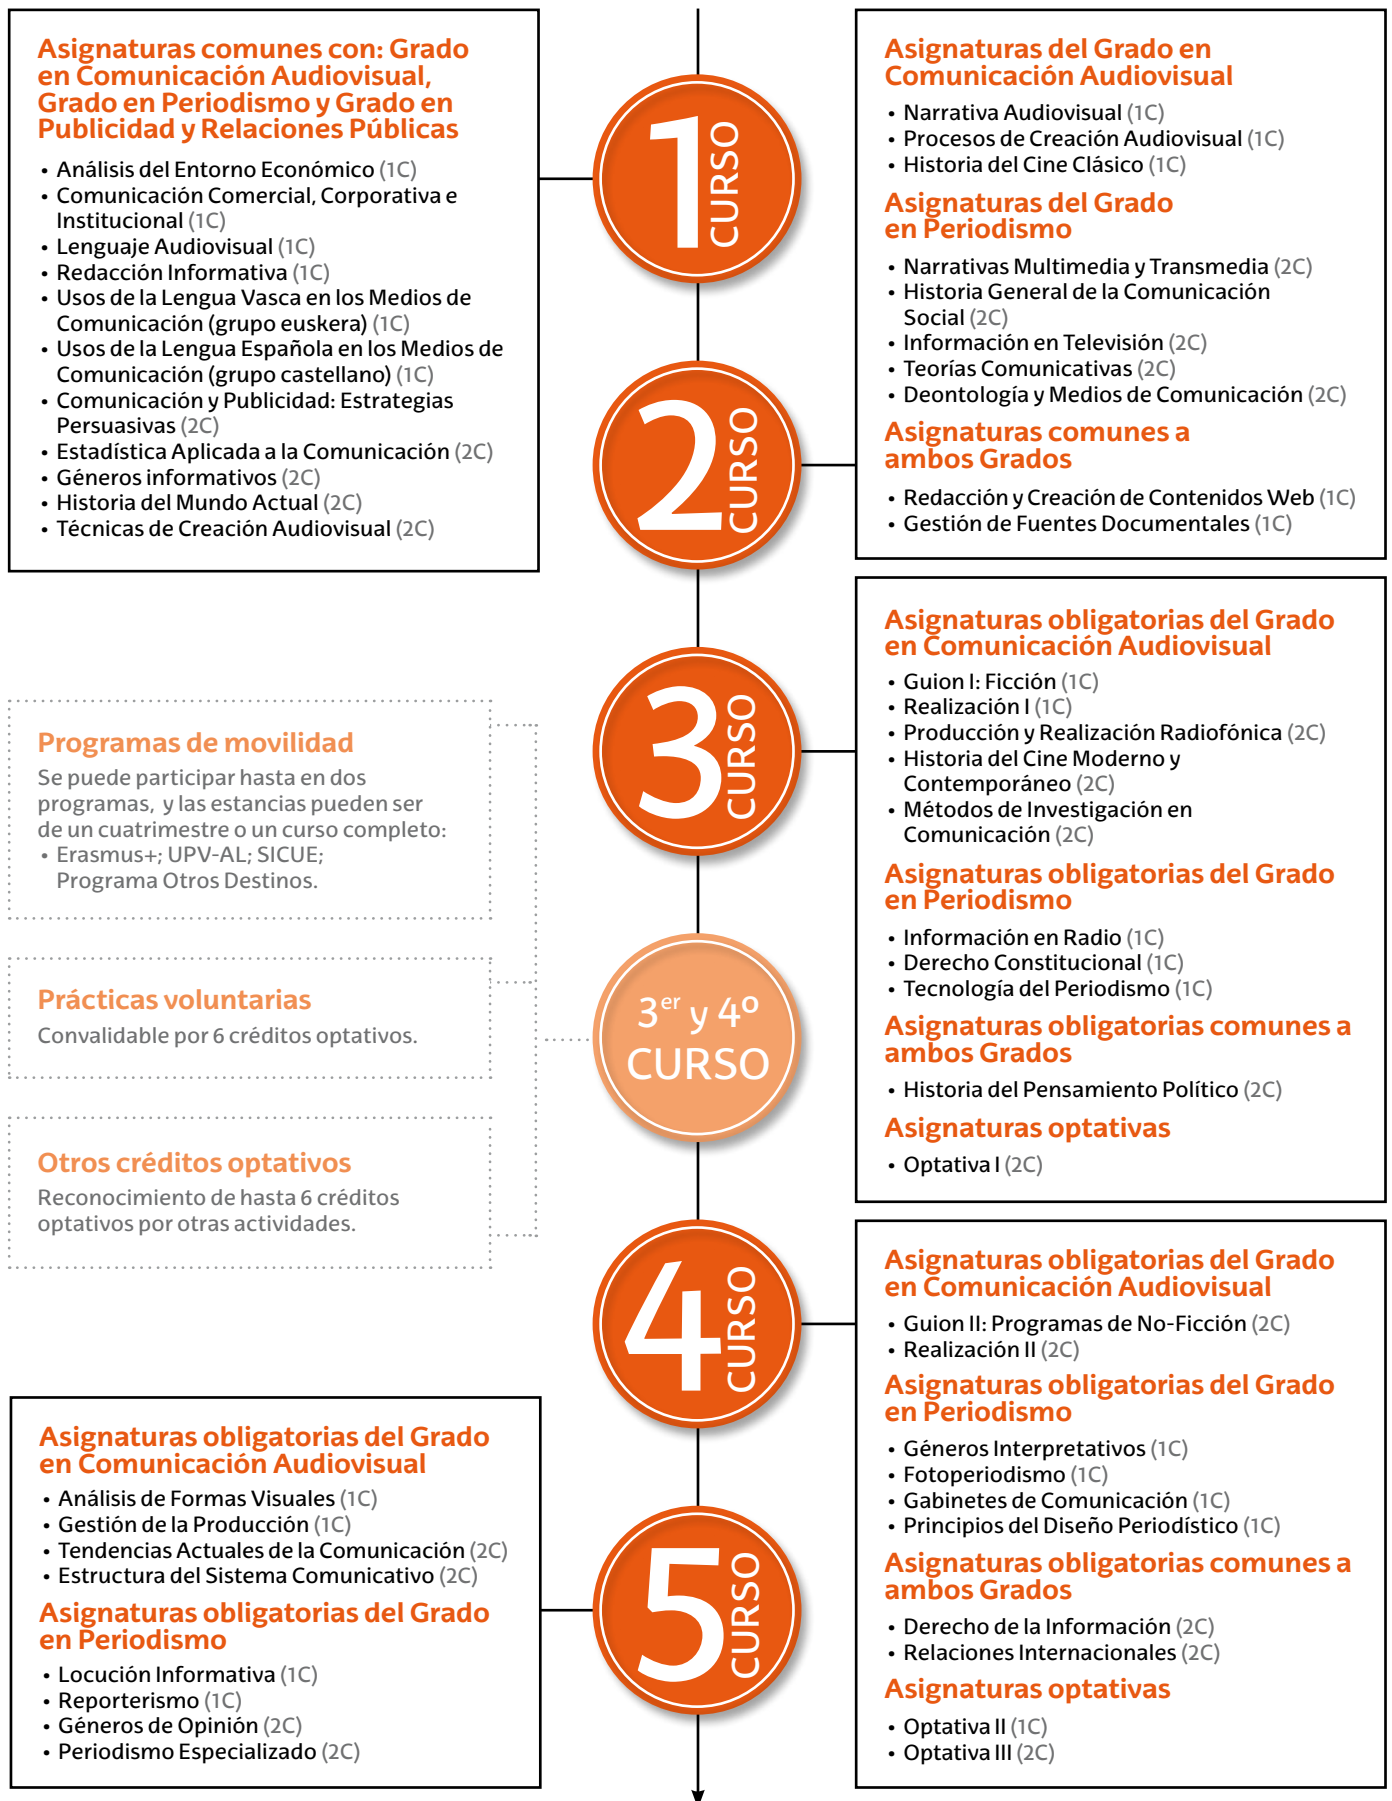 Asignaturas comunes con: Grado
en Comunicación Audiovisual,
Grado en Periodismo y Grado en
Publicidad y Relaciones Públicas
• Análisis del Entorno Económico (1C)
• Comunicación Comercial, Corporativa e
Institucional (1C)
• Lenguaje Audiovisual (1C)
• Redacción Informativa (1C)
• Usos de la Lengua Vasca en los Medios de
Comunicación (grupo euskera) (1C)
• Usos de la Lengua Española en los Medios de
Comunicación (grupo castellano) (1C)
• Comunicación y Publicidad: Estrategias
Persuasivas (2C)
• Estadística Aplicada a la Comunicación (2C)
• Géneros informativos (2C)
• Historia del Mundo Actual (2C)
• Técnicas de Creación Audiovisual (2C)
1 CURSO
2 CURSO
Asignaturas del Grado en
Comunicación Audiovisual
• Narrativa Audiovisual (1C)
• Procesos de Creación Audiovisual (1C)
• Historia del Cine Clásico (1C)
Asignaturas del Grado
en Periodismo
• Narrativas Multimedia y Transmedia (2C)
• Historia General de la Comunicación
Social (2C)
• Información en Televisión (2C)
• Teorías Comunicativas (2C)
• Deontología y Medios de Comunicación (2C)
Asignaturas comunes a
ambos Grados
• Redacción y Creación de Contenidos Web (1C)
• Gestión de Fuentes Documentales (1C)
3 CURSO
Asignaturas obligatorias del Grado
en Comunicación Audiovisual
• Guion I: Ficción (1C)
• Realización I (1C)
• Producción y Realización Radiofónica (2C)
• Historia del Cine Moderno y
Contemporáneo (2C)
• Métodos de Investigación en
Comunicación (2C)
Asignaturas obligatorias del Grado
en Periodismo
• Información en Radio (1C)
• Derecho Constitucional (1C)
• Tecnología del Periodismo (1C)
Asignaturas obligatorias comunes a
ambos Grados
• Historia del Pensamiento Político (2C)
Asignaturas optativas
• Optativa I (2C)
Programas de movilidad
Se puede participar hasta en dos
programas, y las estancias pueden ser
de un cuatrimestre o un curso completo:
• Erasmus+; UPV-AL; SICUE;
Programa Otros Destinos.
Prácticas voluntarias
Convalidable por 6 créditos optativos.
Otros créditos optativos
Reconocimiento de hasta 6 créditos
optativos por otras actividades.
3er y 4º
CURSO
4 CURSO
Asignaturas obligatorias del Grado
en Comunicación Audiovisual
• Guion II: Programas de No-Ficción (2C)
• Realización II (2C)
Asignaturas obligatorias del Grado
en Periodismo
• Géneros Interpretativos (1C)
• Fotoperiodismo (1C)
• Gabinetes de Comunicación (1C)
• Principios del Diseño Periodístico (1C)
Asignaturas obligatorias comunes a
ambos Grados
• Derecho de la Información (2C)
• Relaciones Internacionales (2C)
Asignaturas optativas
• Optativa II (1C)
• Optativa III (2C)
Asignaturas obligatorias del Grado
en Comunicación Audiovisual
• Análisis de Formas Visuales (1C)
• Gestión de la Producción (1C)
• Tendencias Actuales de la Comunicación (2C)
• Estructura del Sistema Comunicativo (2C)
Asignaturas obligatorias del Grado
en Periodismo
• Locución Informativa (1C)
• Reporterismo (1C)
• Géneros de Opinión (2C)
• Periodismo Especializado (2C)
5 CURSO